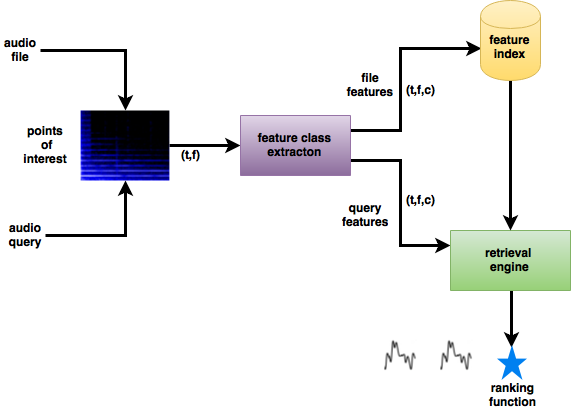 audio
file
points
of
interest
(t,f)
audio
query
feature class
extracton
file
features
(t,f,c)
feature
index
query
features
(t,f,c)
retrieval
engine
ranking
function